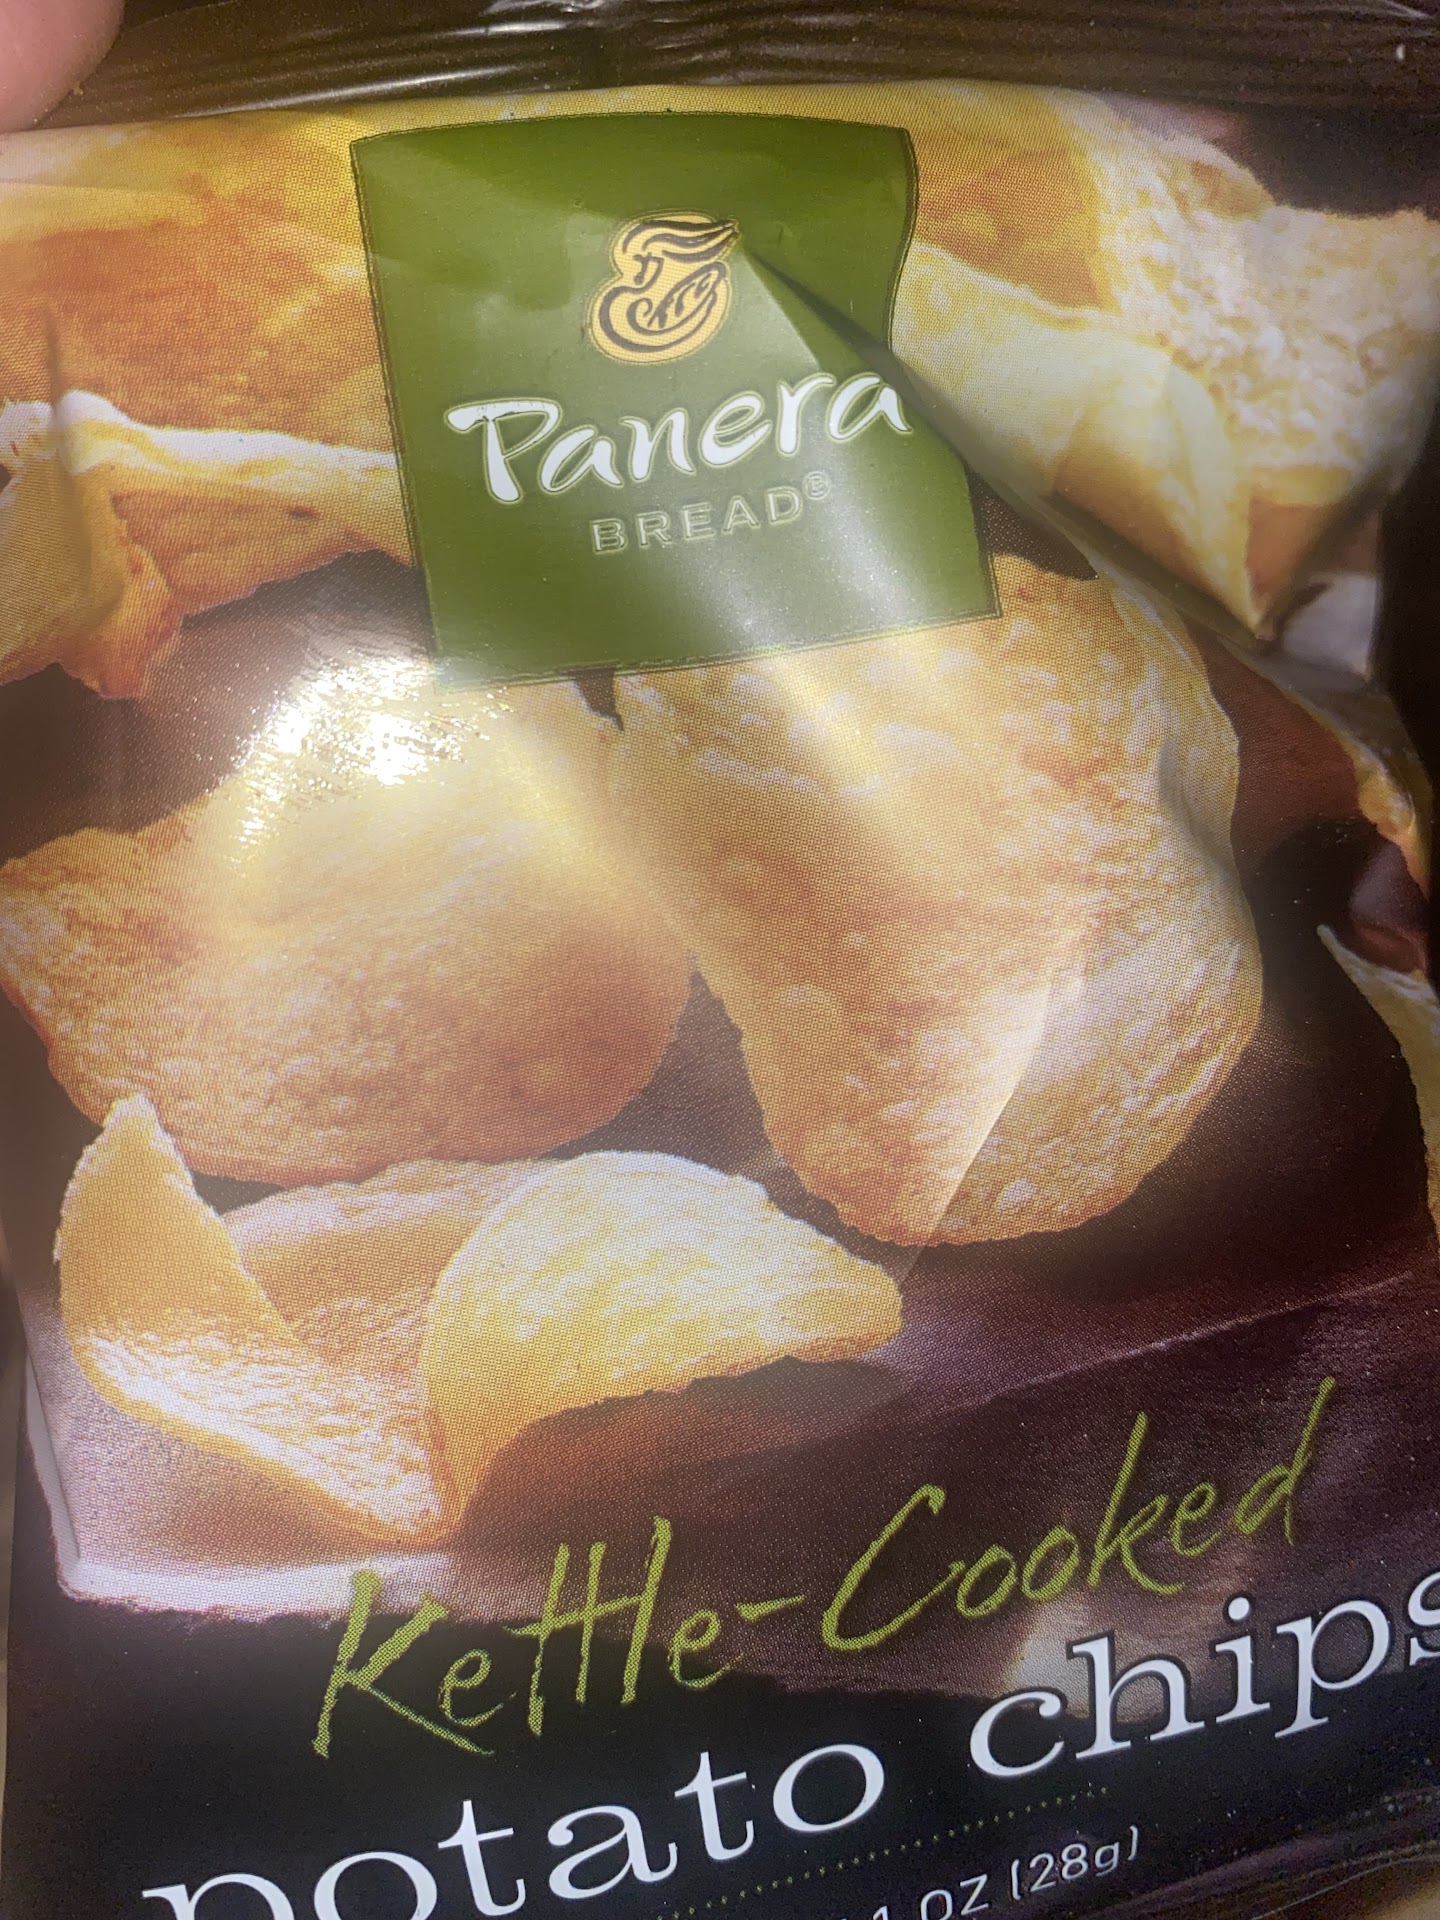 Panera
BREAD®
Kettle-Cooked
potato chips
1 OZ (28g)